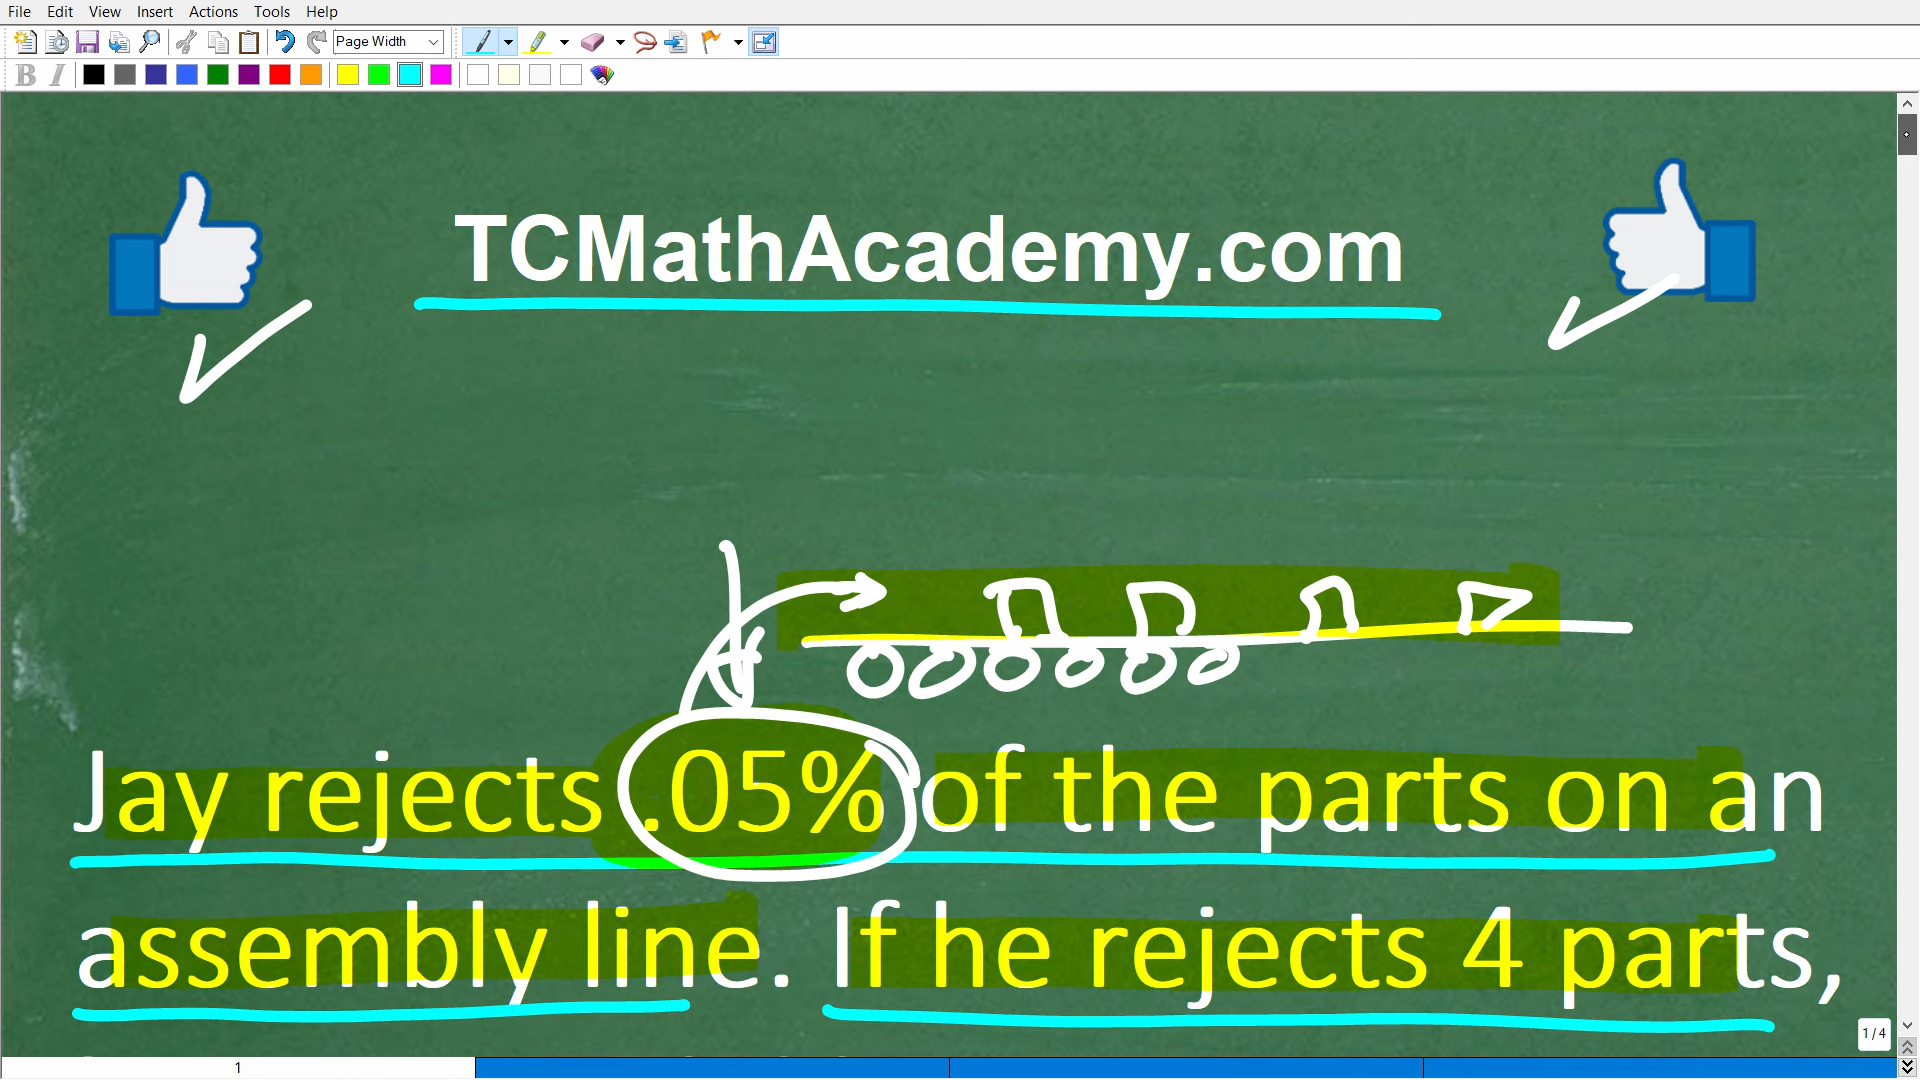 File Edit View Insert Actions Tools Help
Page Width
B I
TCMathAcademy.com
Jay rejects .05% of the parts on an
assembly line. If he rejects 4 parts,
1 / 4
1